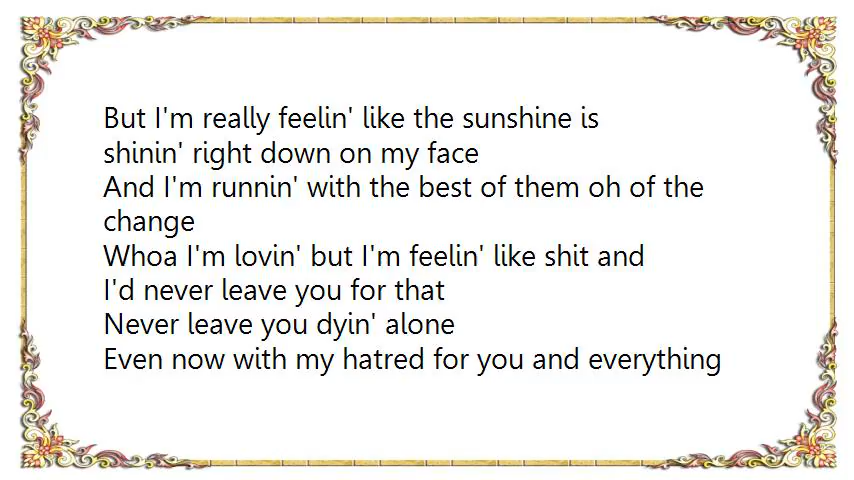 But I'm really feelin' like the sunshine is
shinin' right down on my face
And I'm runnin' with the best of them oh of the
change
Whoa I'm lovin' but I'm feelin' like shit and
I'd never leave you for that
Never leave you dyin' alone
Even now with my hatred for you and everything